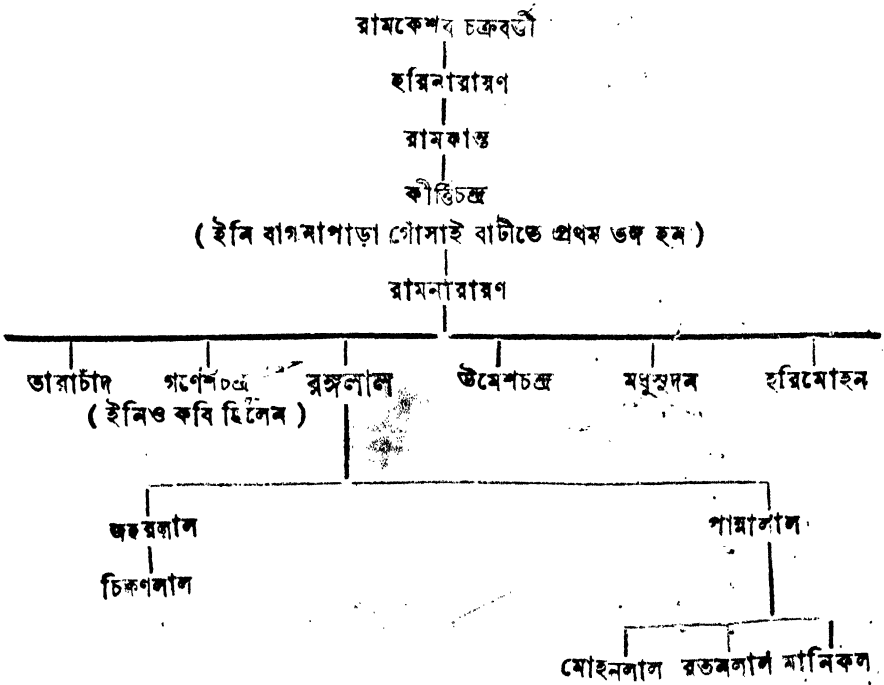 রামকেশব চক্রবর্ত্তী
হরিনারায়ণ
রামকান্ত
কীর্ত্তিচন্দ্র
( ইনি বাগনাপাড়া গোঁসাই বাটীতে প্রথম ভঙ্গ হন )
রামনারায়ণ
তারাচাঁদ গণেশচন্দ্র রঙ্গলাল উমেশচন্দ্র মধুসূদন হরিমোহন
( ইনিও কবি ছিলেন )
জহরলাল পান্নালাল
চিকণলাল
মোহনলাল রতনলাল মানিকল